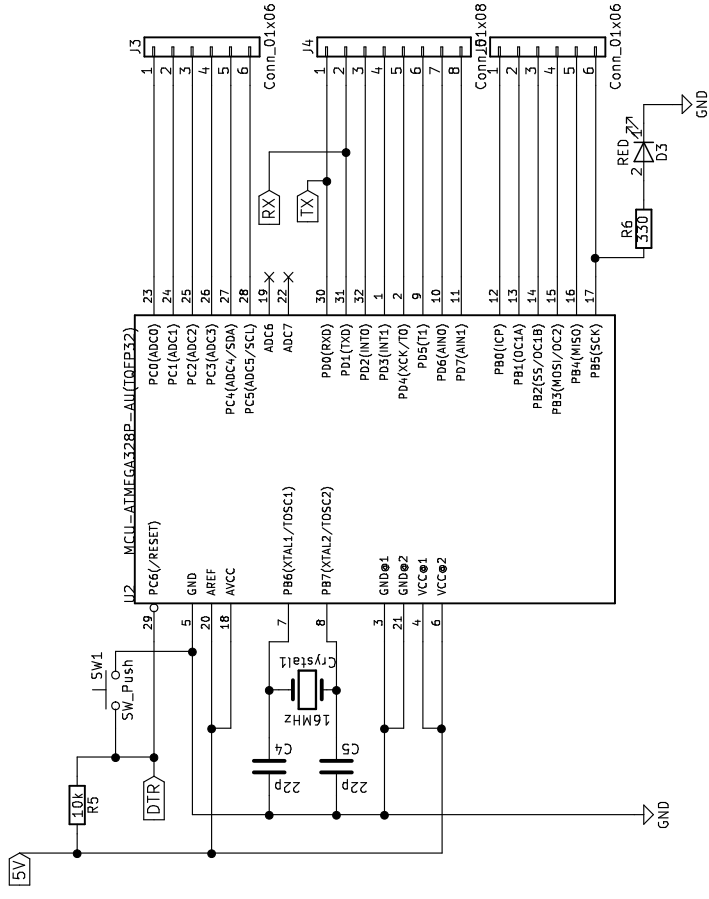 J3
Conn_01x06
1
2
3
4
5
6
J4
Conn_01x08
1
2
3
4
5
6
7
8
Conn_01x06
1
2
3
4
5
6
GND
RED
D3
1
2
R6
330
RX
TX
23
24
25
26
27
28
19
22
30
31
32
1
2
9
10
11
12
13
14
15
16
17
MCU-ATMEGA328P-AU(TQFP32)
U2
PC0(ADC0)
PC1(ADC1)
PC2(ADC2)
PC3(ADC3)
PC4(ADC4/SDA)
PC5(ADC5/SCL)
ADC6
ADC7
PD0(RXD)
PD1(TXD)
PD2(INT0)
PD3(INT1)
PD4(XCK/T0)
PD5(T1)
PD6(AIN0)
PD7(AIN1)
PB0(ICP)
PB1(OC1A)
PB2(SS/OC1B)
PB3(MOSI/OC2)
PB4(MISO)
PB5(SCK)
PC6(/RESET)
GND
AREF
AVCC
PB6(XTAL1/TOSC1)
PB7(XTAL2/TOSC2)
GND@1
GND@2
VCC@1
VCC@2
29
5
20
18
7
8
3
21
4
6
SW1
SW_Push
Crystal1
16MHz
C4
22p
C5
22p
10k
R5
DTR
GND
5V